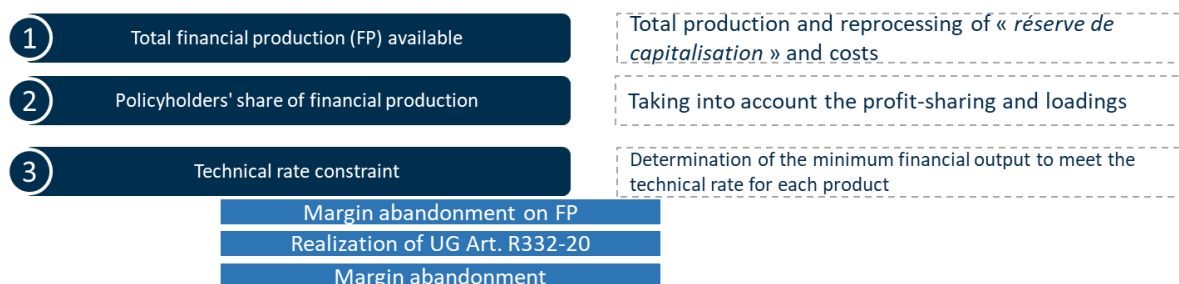 1
Total financial production (FP) available
Total production and reprocessing of « réserve de
capitalisation » and costs
2
Policyholders' share of financial production
Taking into account the profit-sharing and loadings
3
Technical rate constraint
Determination of the minimum financial output to meet the
technical rate for each product
Margin abandonment on FP
Realization of UG Art. R332-20
Margin abandonment